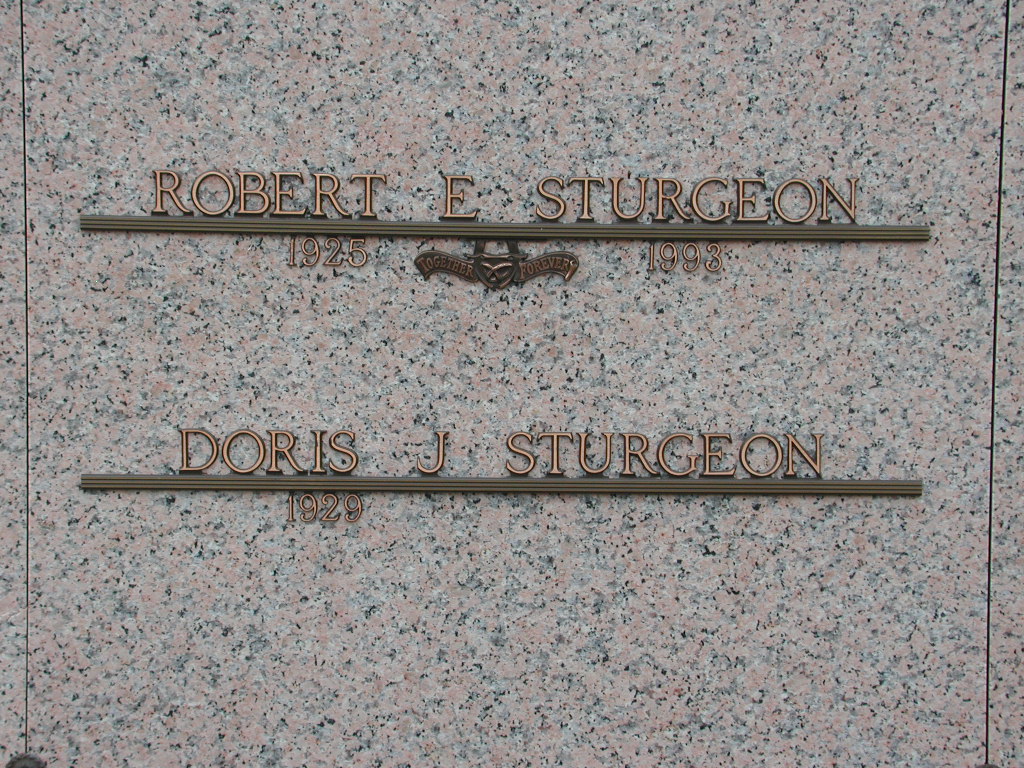 ROBERT E STURGEON
1925 TOGETHER FOREVER 1993
DORIS J STURGEON
1929